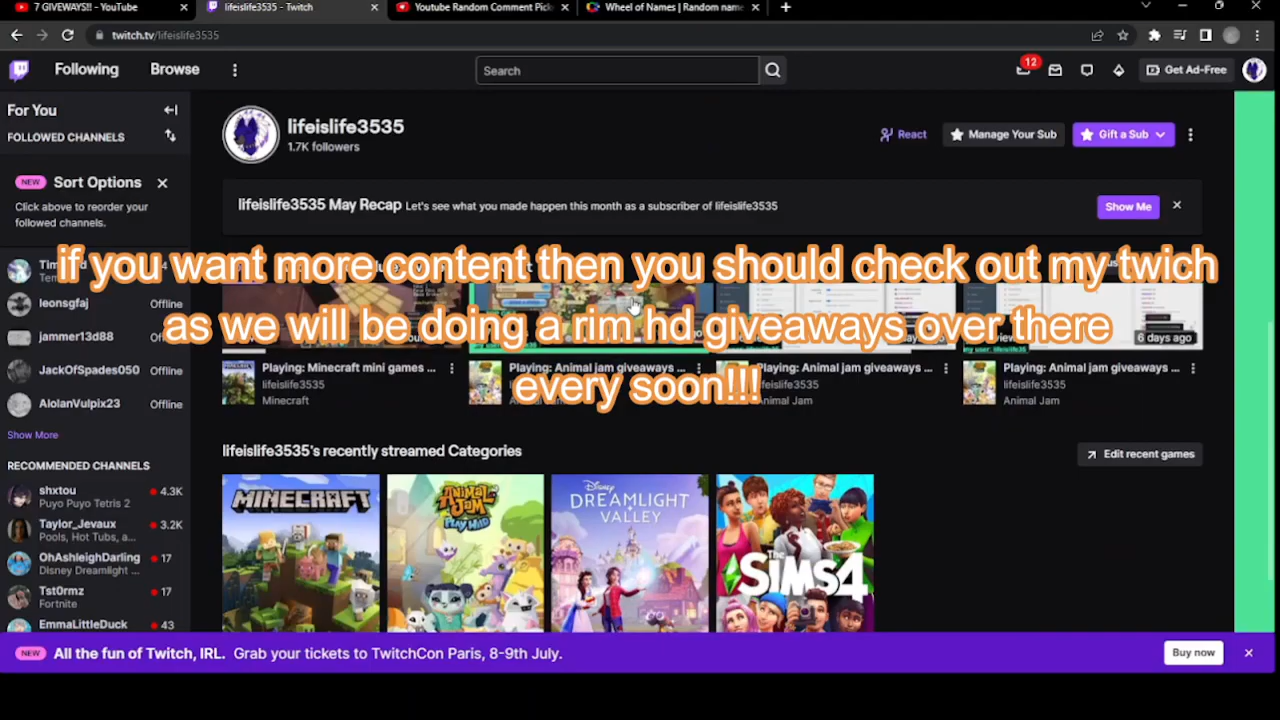 7 GIVEWAYS!! - YouTube
lifeislife3535 - Twitch
Youtube Random Comment Pick
Wheel of Names | Random name
twitch.tv/lifeislife3535
Following
Browse
Search
12
Get Ad-Free
For You
FOLLOWED CHANNELS
NEW Sort Options
Click above to reorder your
followed channels.
leonsgfaj Offline
jammer13d88
JackOfSpades050 Offline
AlolanVulpix23 Offline
Show More
RECOMMENDED CHANNELS
shxtou 4.3K
Puyo Puyo Tetris 2
Taylor_Jevaux 3.2K
Pools, Hot Tubs, a...
OhAshleighDarling 17
Disney Dreamlight ...
Tst0rmz 17
Fortnite
EmmaLittleDuck 43
lifeislife3535
1.7K followers
React
Manage Your Sub
Gift a Sub
lifeislife3535 May Recap Let's see what you made happen this month as a subscriber of lifeislife3535
Show Me
if you want more content then you should check out my twich
as we will be doing a rim hd giveaways over there
every soon!!!
6 days ago
Playing: Minecraft mini games ...
lifeislife3535
Minecraft
Playing: Animal jam giveaways ...
Playing: Animal jam giveaways ...
lifeislife3535
Animal Jam
Playing: Animal jam giveaways ...
lifeislife3535
Animal Jam
lifeislife3535's recently streamed Categories
Edit recent games
MINECRAFT
ANIMAL JAM
PLAY WILD
Disney
DREAMLIGHT
VALLEY
THE
SIMS4
NEW All the fun of Twitch, IRL. Grab your tickets to TwitchCon Paris, 8-9th July.
Buy now